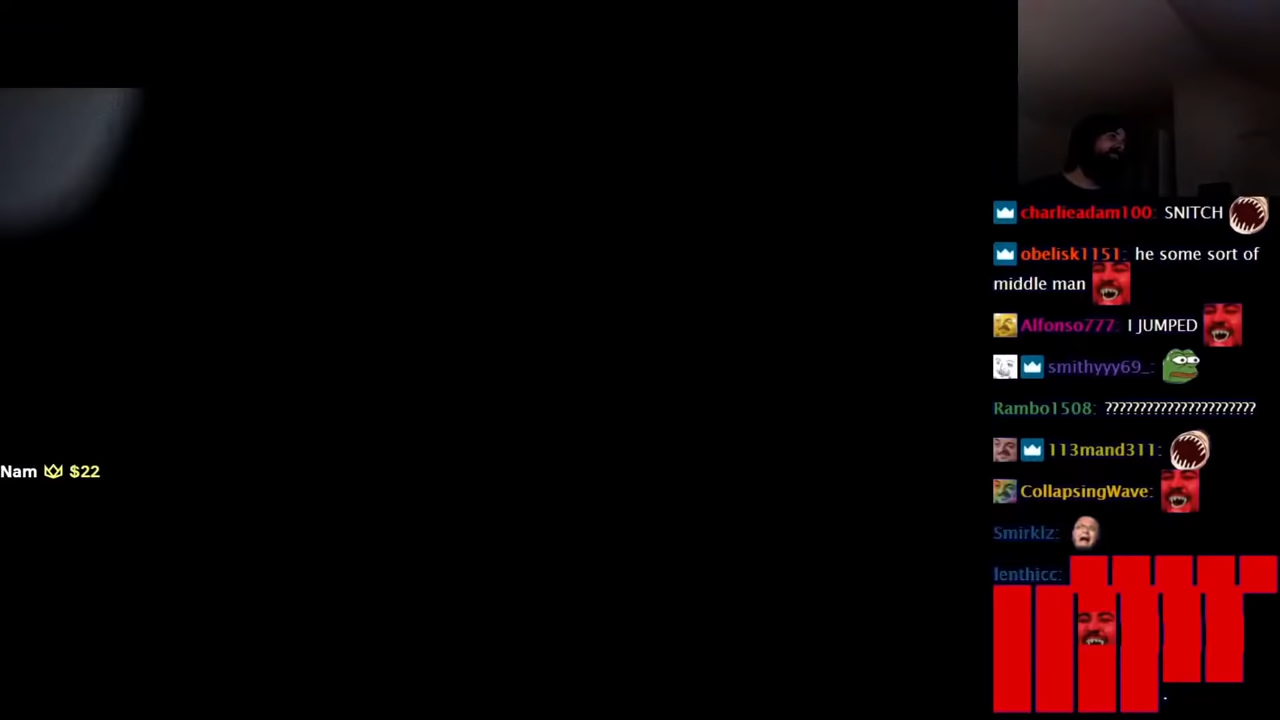 charlieadam100: SNITCH
obelisk1151: he some sort of
middle man
Alfonso777: I JUMPED
smithyyy69_:
Rambo1508: ??????????????????????
113mand311:
Nam $22
CollapsingWave:
Smirklz:
lenthicc:
.